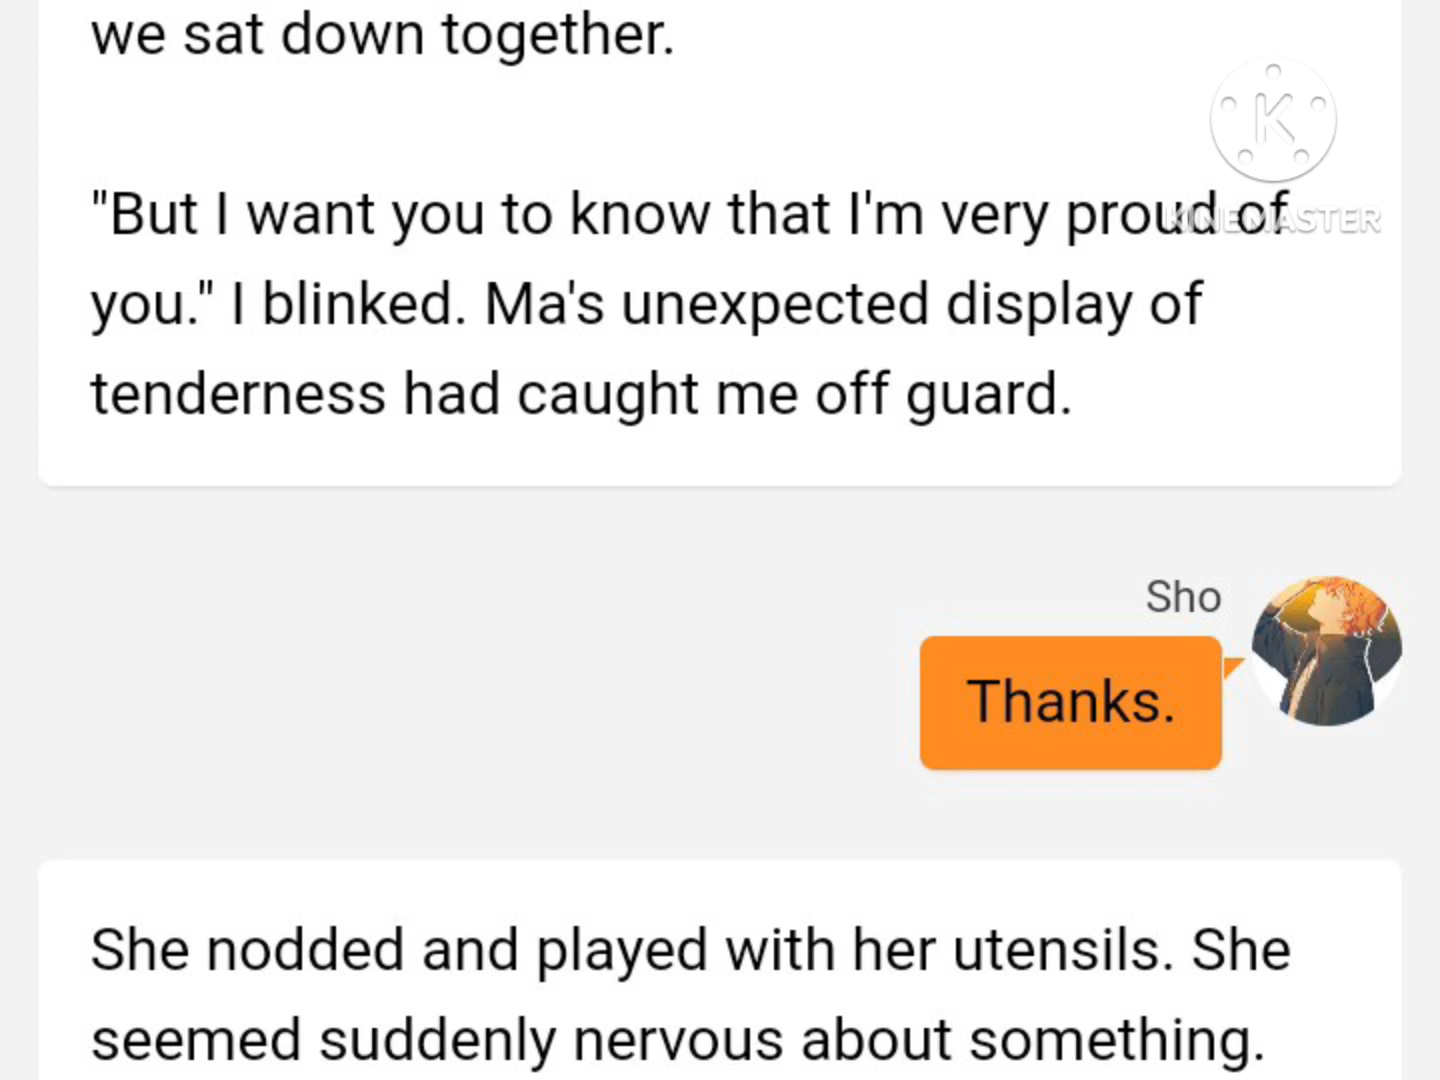 we sat down together.
K
"But I want you to know that I'm very proud of
KINEMASTER
you." I blinked. Ma's unexpected display of
tenderness had caught me off guard.
Sho
Thanks.
She nodded and played with her utensils. She
seemed suddenly nervous about something.